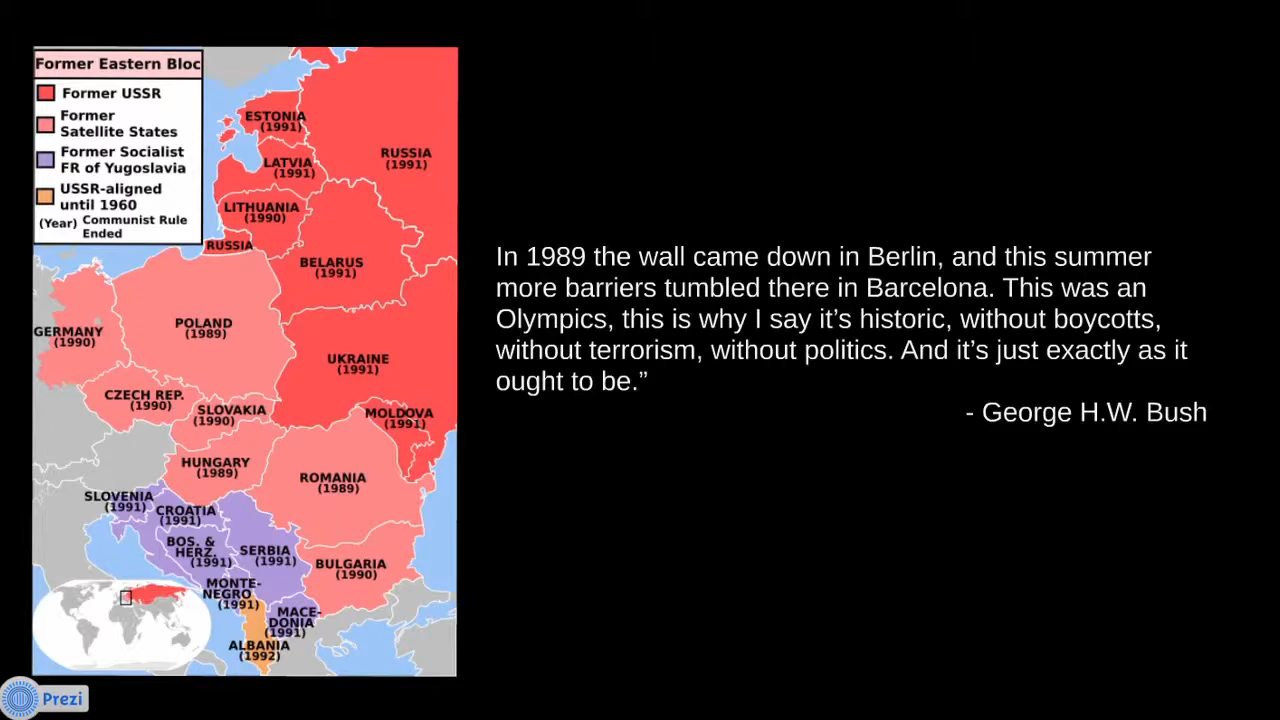 Former Eastern Bloc
Former USSR
Former
Satellite States
Former Socialist
FR of Yugoslavia
USSR-aligned
until 1960
(Year) Communist Rule
Ended
ESTONIA
(1991)
RUSSIA
(1991)
LATVIA
(1991)
LITHUANIA
(1990)
RUSSIA
BELARUS
(1991)
POLAND
(1989)
GERMANY
(1990)
UKRAINE
(1991)
CZECH REP.
(1990)
SLOVAKIA
(1990)
MOLDOVA
(1991)
HUNGARY
(1989)
ROMANIA
(1989)
SLOVENIA
(1991)
CROATIA
(1991)
BOS. &
HERZ.
(1991)
SERBIA
(1991)
BULGARIA
(1990)
MONTE-
NEGRO
(1991)
MACE-
DONIA
(1991)
ALBANIA
(1992)
In 1989 the wall came down in Berlin, and this summer
more barriers tumbled there in Barcelona. This was an
Olympics, this is why I say it’s historic, without boycotts,
without terrorism, without politics. And it’s just exactly as it
ought to be.”
- George H.W. Bush
Prezi